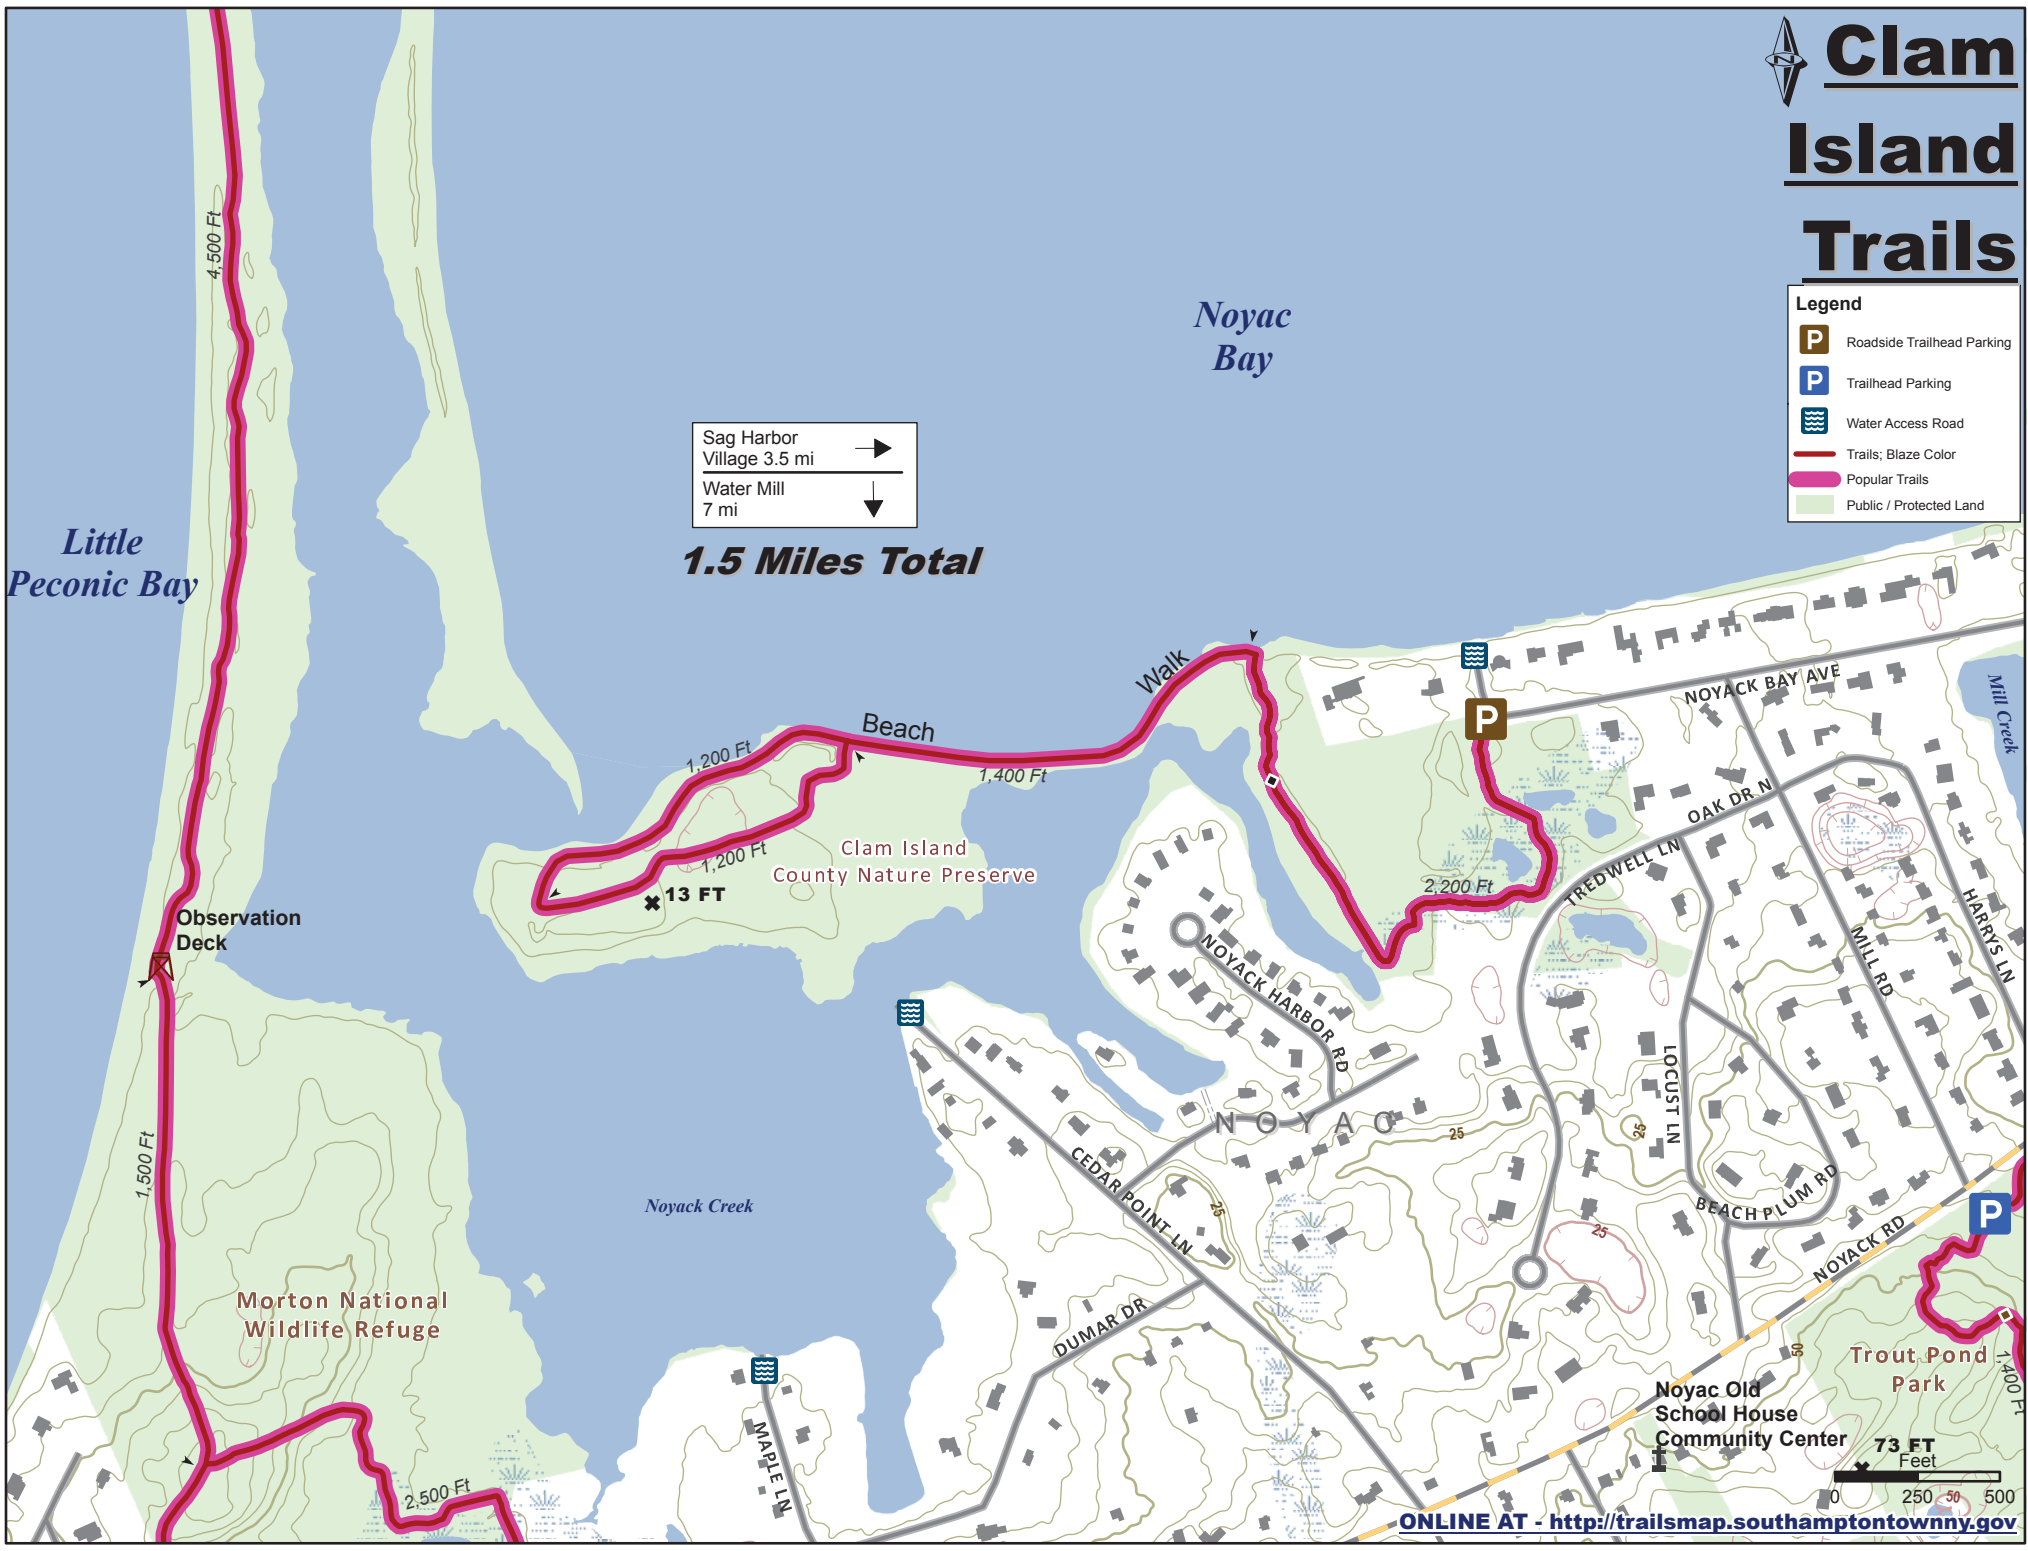 Clam
Island
Trails
Legend
P Roadside Trailhead Parking
P Trailhead Parking
Water Access Road
Trails; Blaze Color
Popular Trails
Public / Protected Land
N
4,500 Ft
Noyac
Bay
Sag Harbor
Village 3.5 mi
Water Mill
7 mi
1.5 Miles Total
Little
Peconic Bay
Walk
Beach
1,200 Ft
1,400 Ft
P
NOYACK BAY AVE
Mill Creek
OAK DR N
TREDWELL LN
Clam Island
County Nature Preserve
1,200 Ft
13 FT
2,200 Ft
Observation
Deck
NOYACK HARBOR RD
MILL RD
HARRYS LN
LOCUST LN
NOYAC
25
25
1,500 Ft
CEDAR POINT LN
25
BEACH PLUM RD
P
Noyack Creek
25
NOYACK RD
Morton National
Wildlife Refuge
DUMAR DR
50
Trout Pond
Park
1,400 Ft
Noyac Old
School House
Community Center
MAPLE LN
2,500 Ft
73 FT
Feet
0 250 500
50
ONLINE AT - http://trailsmap.southamptontownny.gov